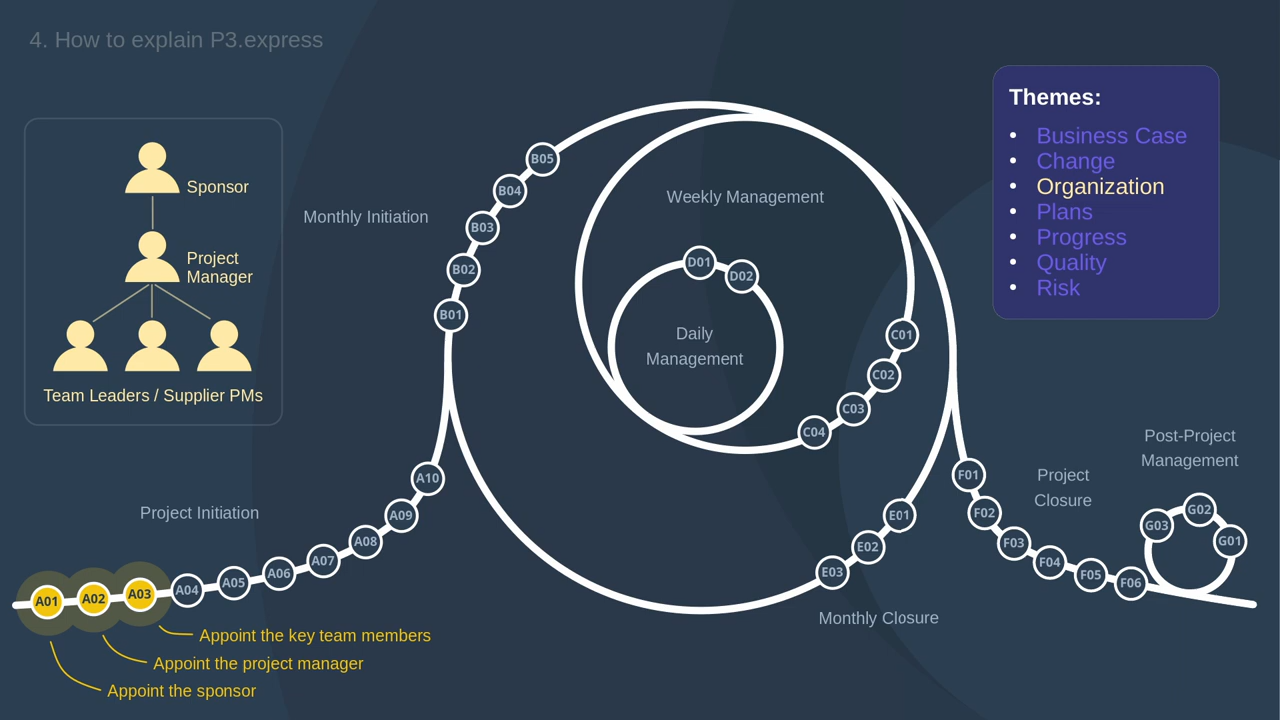 4. How to explain P3.express
Themes:
• Business Case
• Change
• Organization
• Plans
• Progress
• Quality
• Risk
Sponsor
Project
Manager
Team Leaders / Supplier PMs
Monthly Initiation
B05
B04
B03
B02
B01
Weekly Management
D01
D02
Daily
Management
C01
C02
C03
C04
Project Initiation
A10
A09
A08
A07
A06
A05
A04
A03
A02
A01
Appoint the key team members
Appoint the project manager
Appoint the sponsor
E01
E02
E03
Monthly Closure
F01
F02
F03
F04
F05
F06
Project
Closure
Post-Project
Management
G03
G02
G01